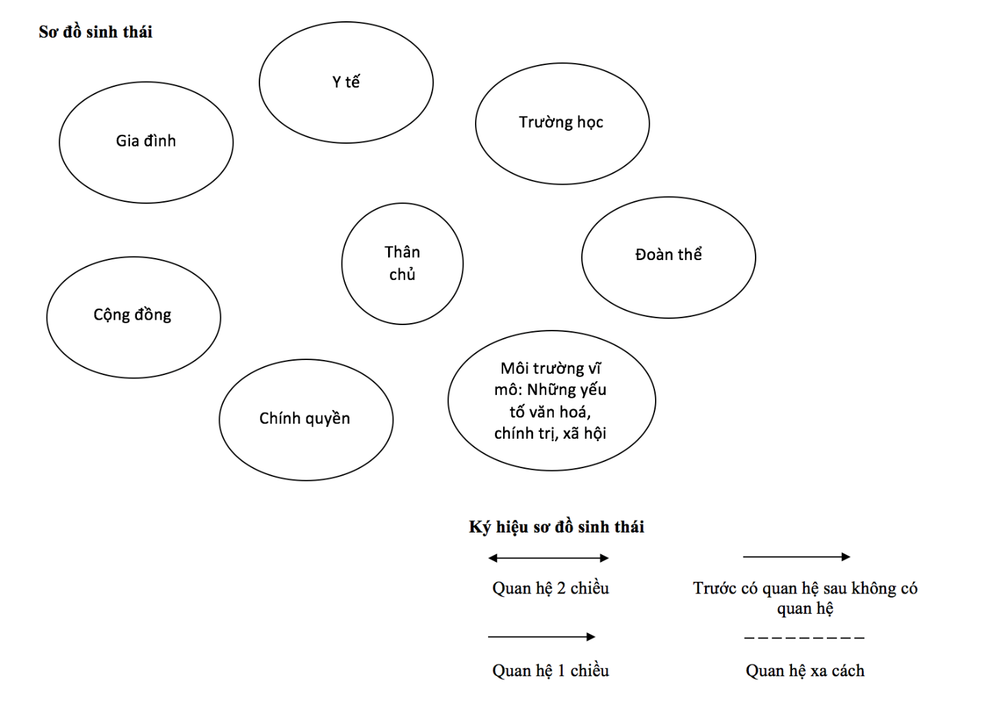 Sơ đồ sinh thái
Y tế
Trường học
Gia đình
Thân
chủ
Đoàn thể
Cộng đồng
Môi trường vĩ
mô: Những yếu
tố văn hoá,
chính trị, xã hội
Chính quyền
Ký hiệu sơ đồ sinh thái
Quan hệ 2 chiều
Trước có quan hệ sau không có
quan hệ
Quan hệ 1 chiều
Quan hệ xa cách